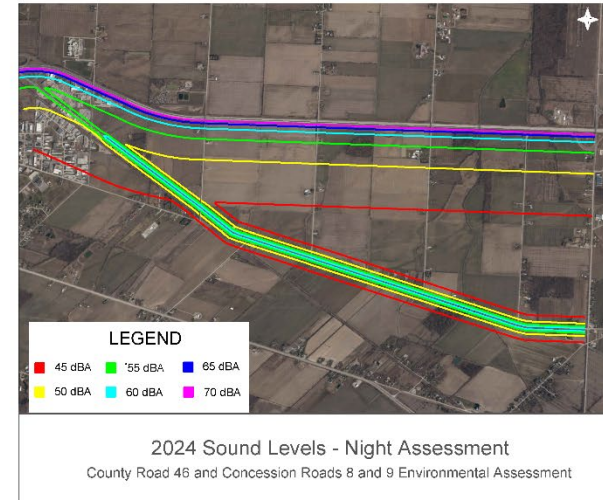 LEGEND
45 dBA 55 dBA 65 dBA
50 dBA 60 dBA 70 dBA
2024 Sound Levels - Night Assessment
County Road 46 and Concession Roads 8 and 9 Environmental Assessment